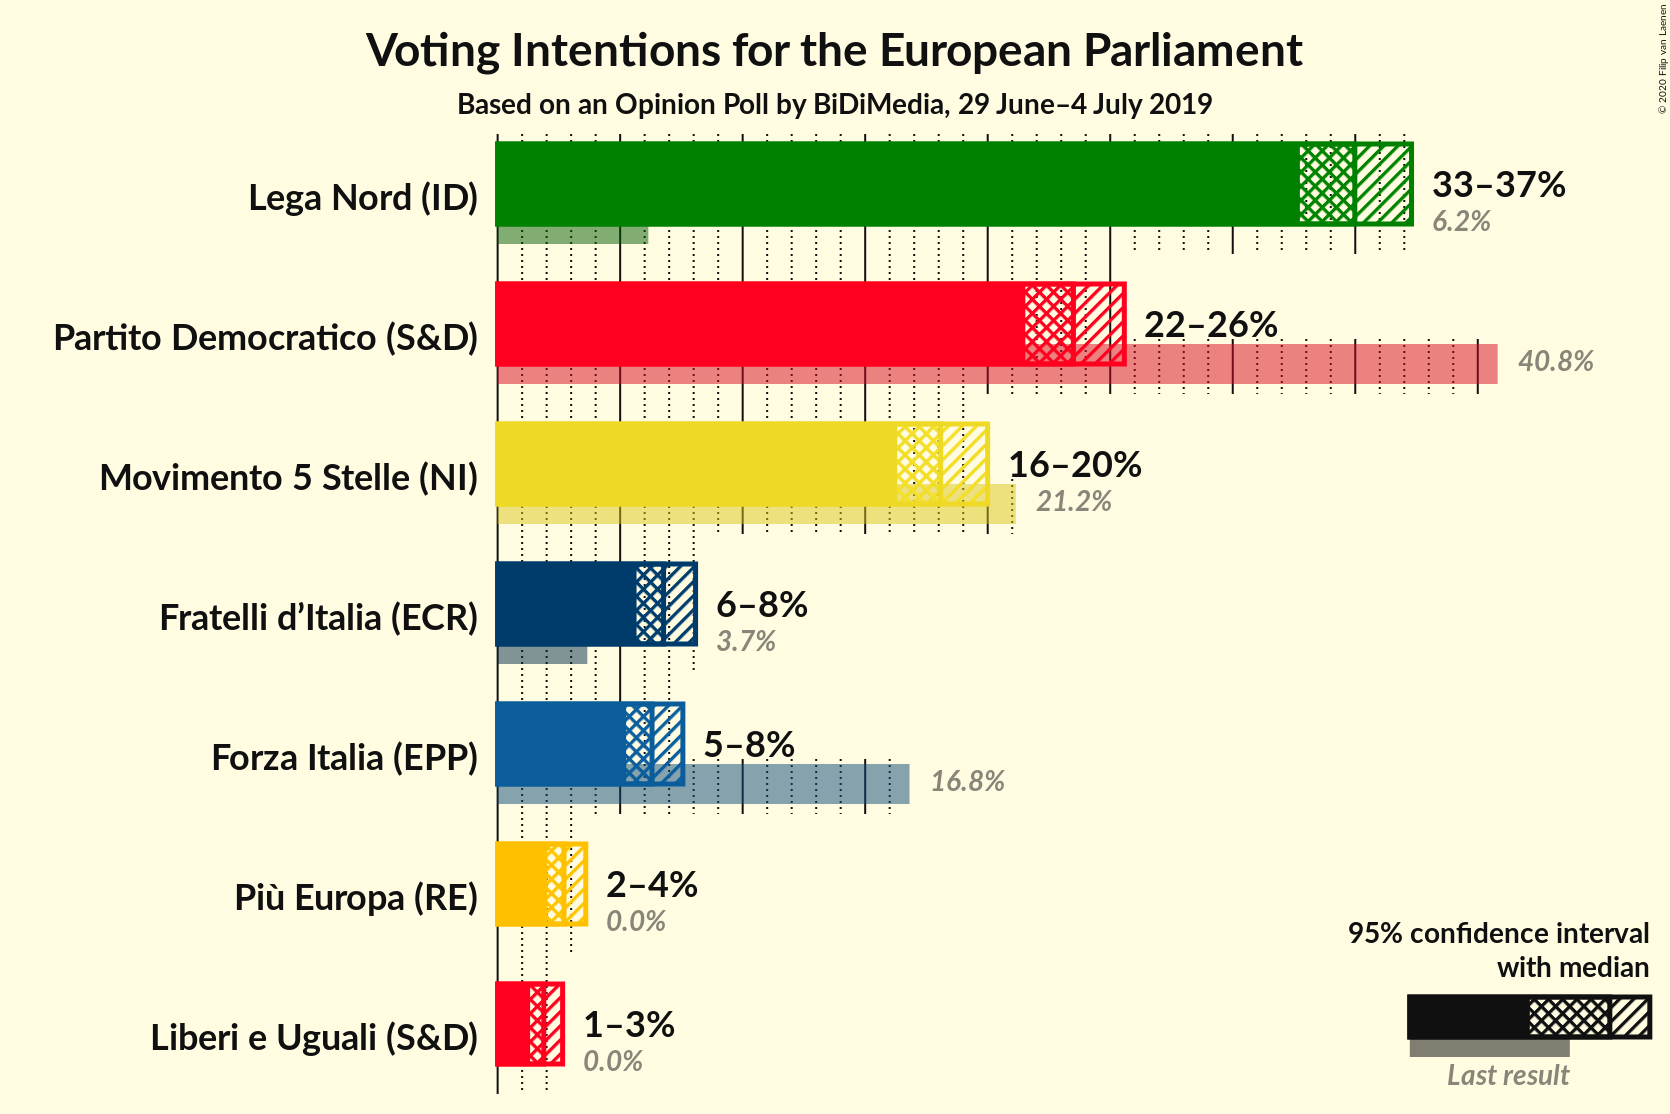 Voting Intentions for the European Parliament
Based on an Opinion Poll by BiDiMedia, 29 June–4 July 2019
© 2020 Filip van Laenen
Lega Nord (ID)
33–37%
6.2%
Partito Democratico (S&D)
22–26%
40.8%
Movimento 5 Stelle (NI)
16–20%
21.2%
Fratelli d’Italia (ECR)
6–8%
3.7%
Forza Italia (EPP)
5–8%
16.8%
Più Europa (RE)
2–4%
0.0%
Liberi e Uguali (S&D)
1–3%
0.0%
95% confidence interval
with median
Last result